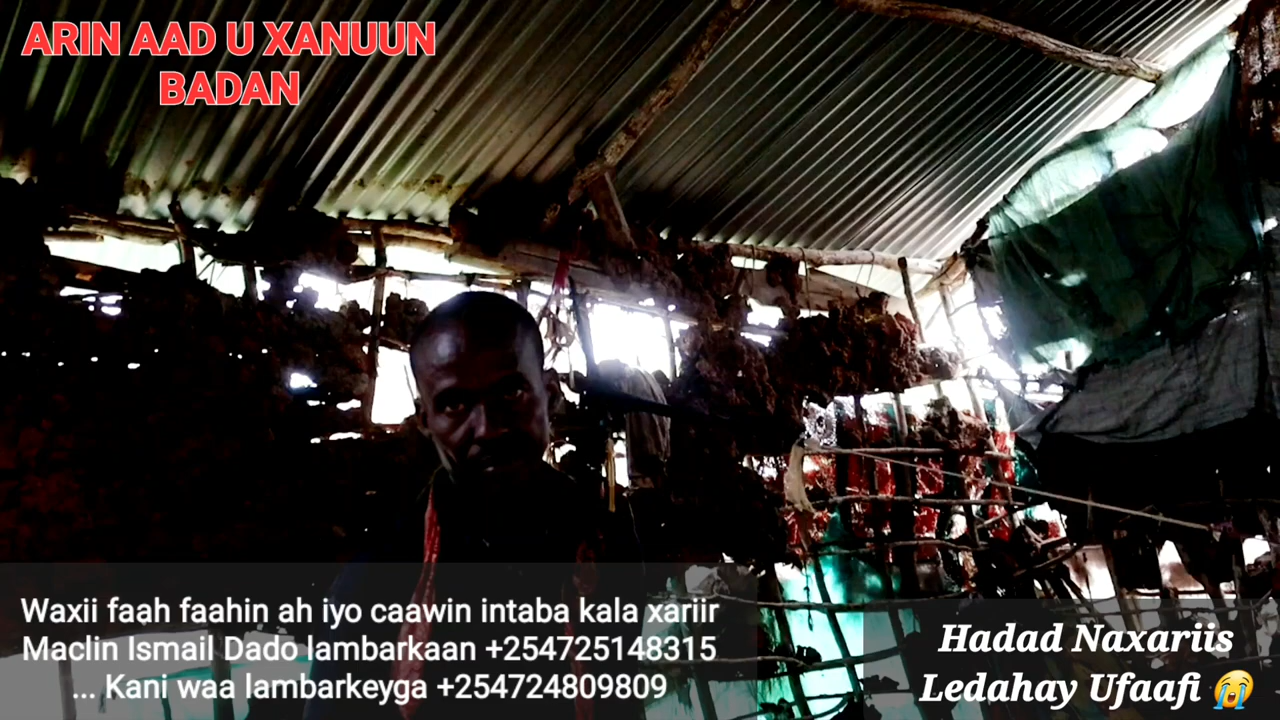 ARIN AAD U XANUUN
BADAN
Waxii faah faahin ah iyo caawin intaba kala xariir
Maclin Ismail Dado lambarkaan +254725148315
... Kani waa lambarkeyga +254724809809
Hadad Naxariis
Ledahay Ufaafi 😭